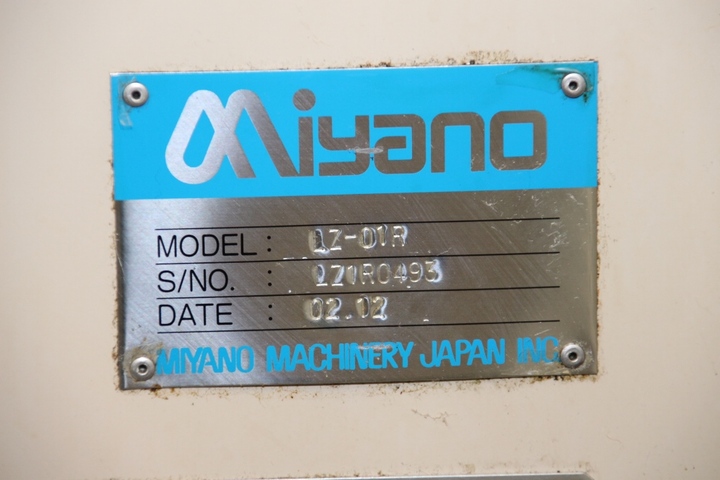 Miyano
MODEL : LZ-01R
S/NO. : LZ1R0493
DATE : 02.02
MIYANO MACHINERY JAPAN INC.